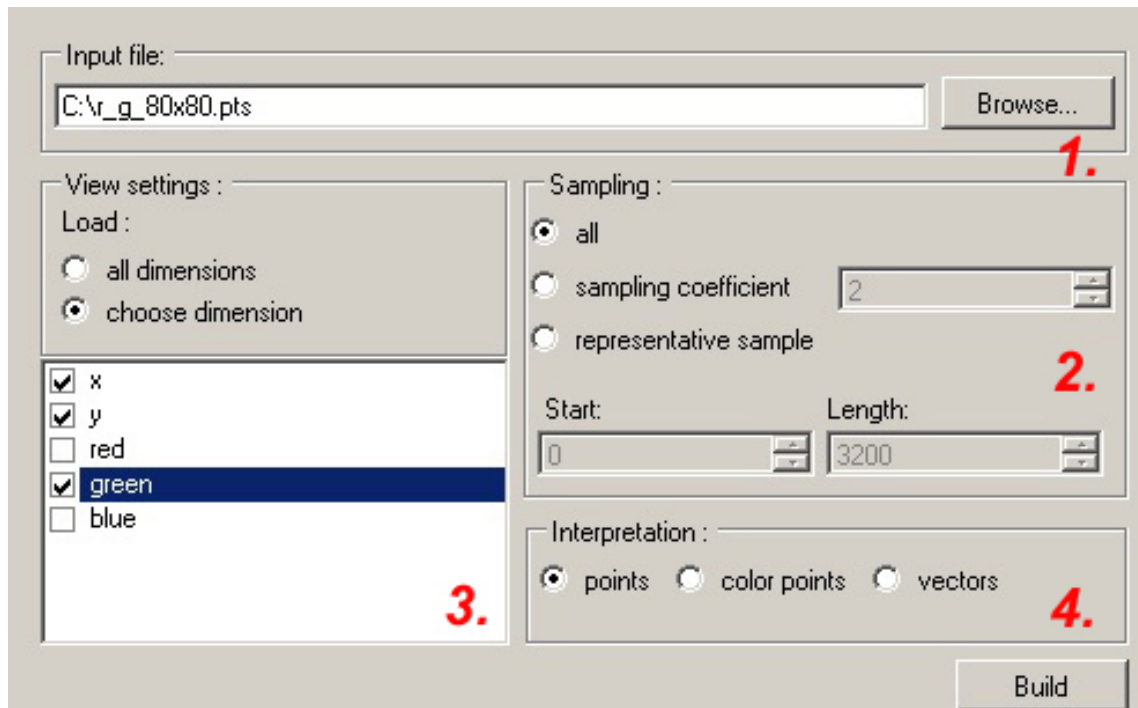 Input file:
C:\r_g_80x80.pts
Browse...
1.
View settings :
Load :
all dimensions
choose dimension
x
y
red
green
blue
3.
Sampling :
all
sampling coefficient
2
representative sample
2.
Start:
Length:
0
3200
Interpretation :
points
color points
vectors
4.
Build